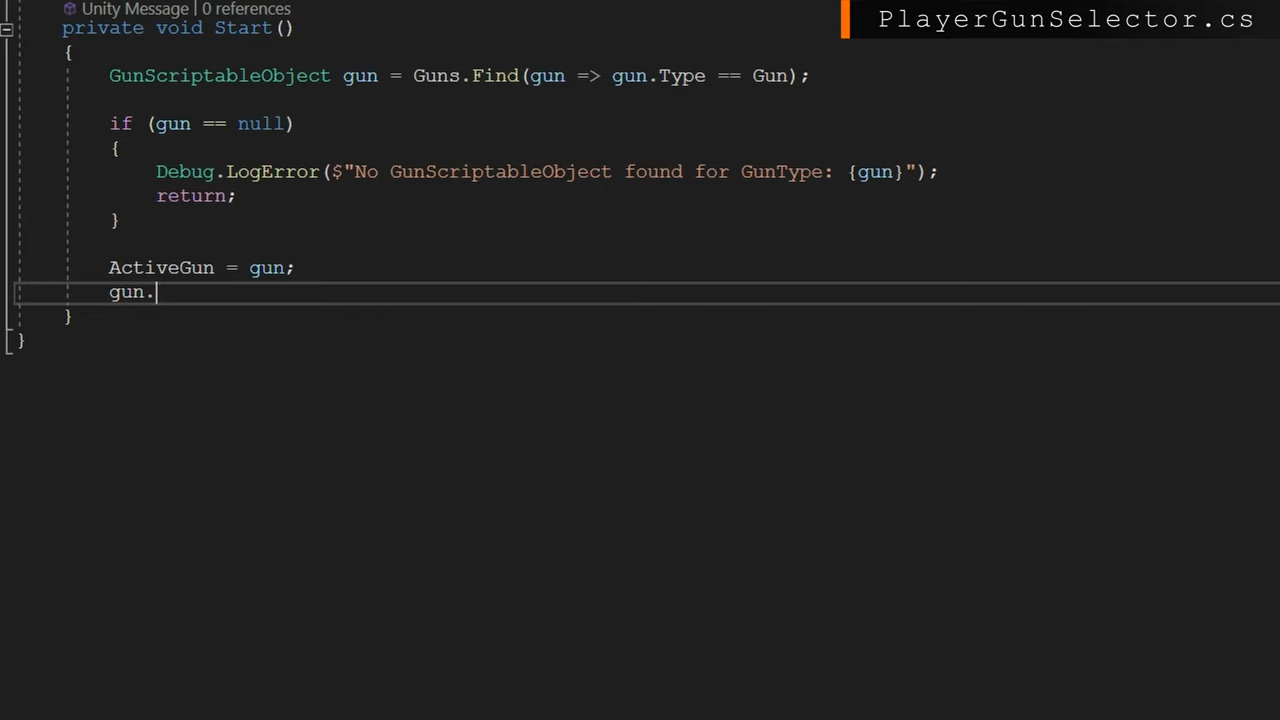 Unity Message | 0 references
PlayerGunSelector.cs
private void Start()
{
GunScriptableObject gun = Guns.Find(gun => gun.Type == Gun);
if (gun == null)
{
Debug.LogError($"No GunScriptableObject found for GunType: {gun}");
return;
}
ActiveGun = gun;
gun.
}
}